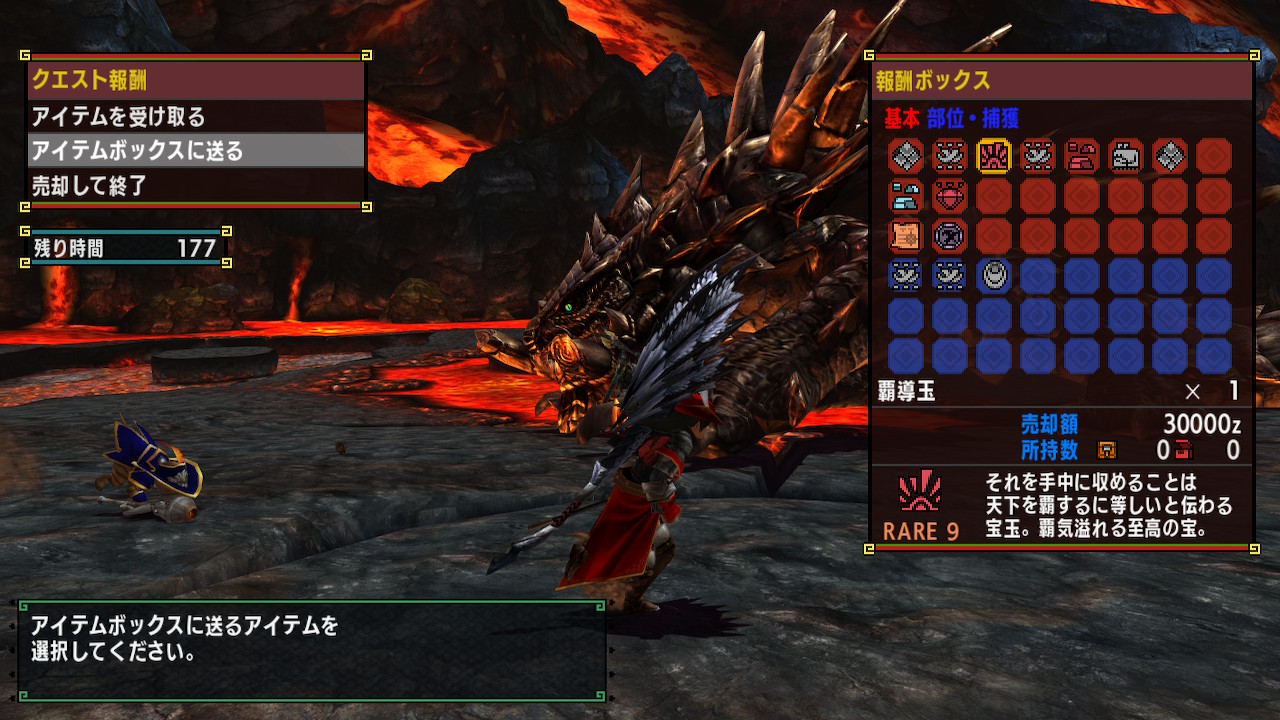 クエスト報酬
アイテムを受け取る
アイテムボックスに送る
売却して終了
残り時間 177
報酬ボックス
基本 部位・捕獲
覇導玉 × 1
売却額 30000z
所持数 0 0
RARE 9
それを手中に収めることは
天下を覇するに等しいと伝わる
宝玉。覇気溢れる至高の宝。
アイテムボックスに送るアイテムを
選択してください。